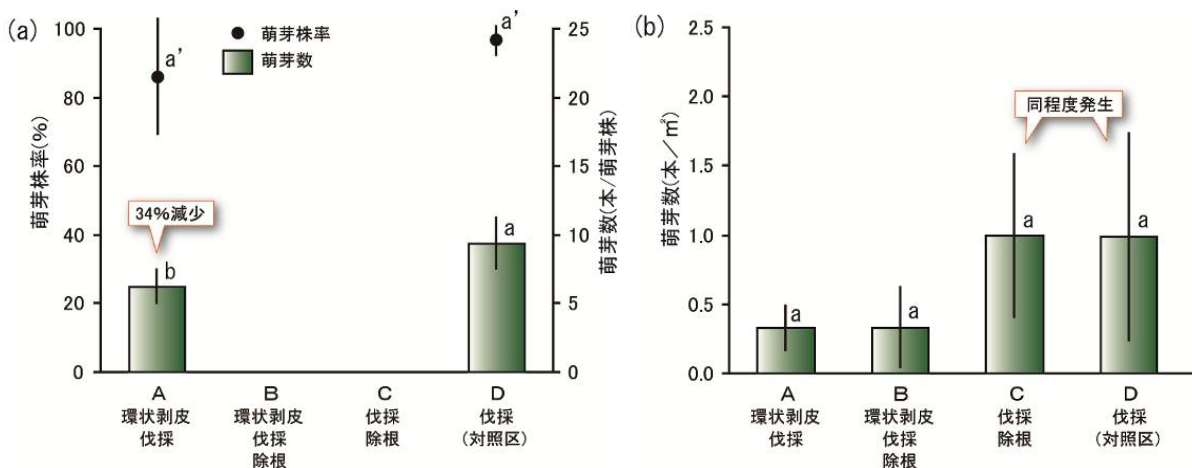 (a)
萌芽株率
萌芽数
萌芽株率(%)
100
80
60
40
20
0
a’
a’
34%減少
b
a
25
20
15
10
5
0
萌芽数(本/萌芽株)
A
環状剥皮
伐採
B
環状剥皮
伐採
除根
C
伐採
除根
D
伐採
(対照区)
(b)
萌芽数(本／㎡)
2.5
2.0
1.5
1.0
0.5
0.0
同程度発生
a
a
a
a
A
環状剥皮
伐採
B
環状剥皮
伐採
除根
C
伐採
除根
D
伐採
(対照区)